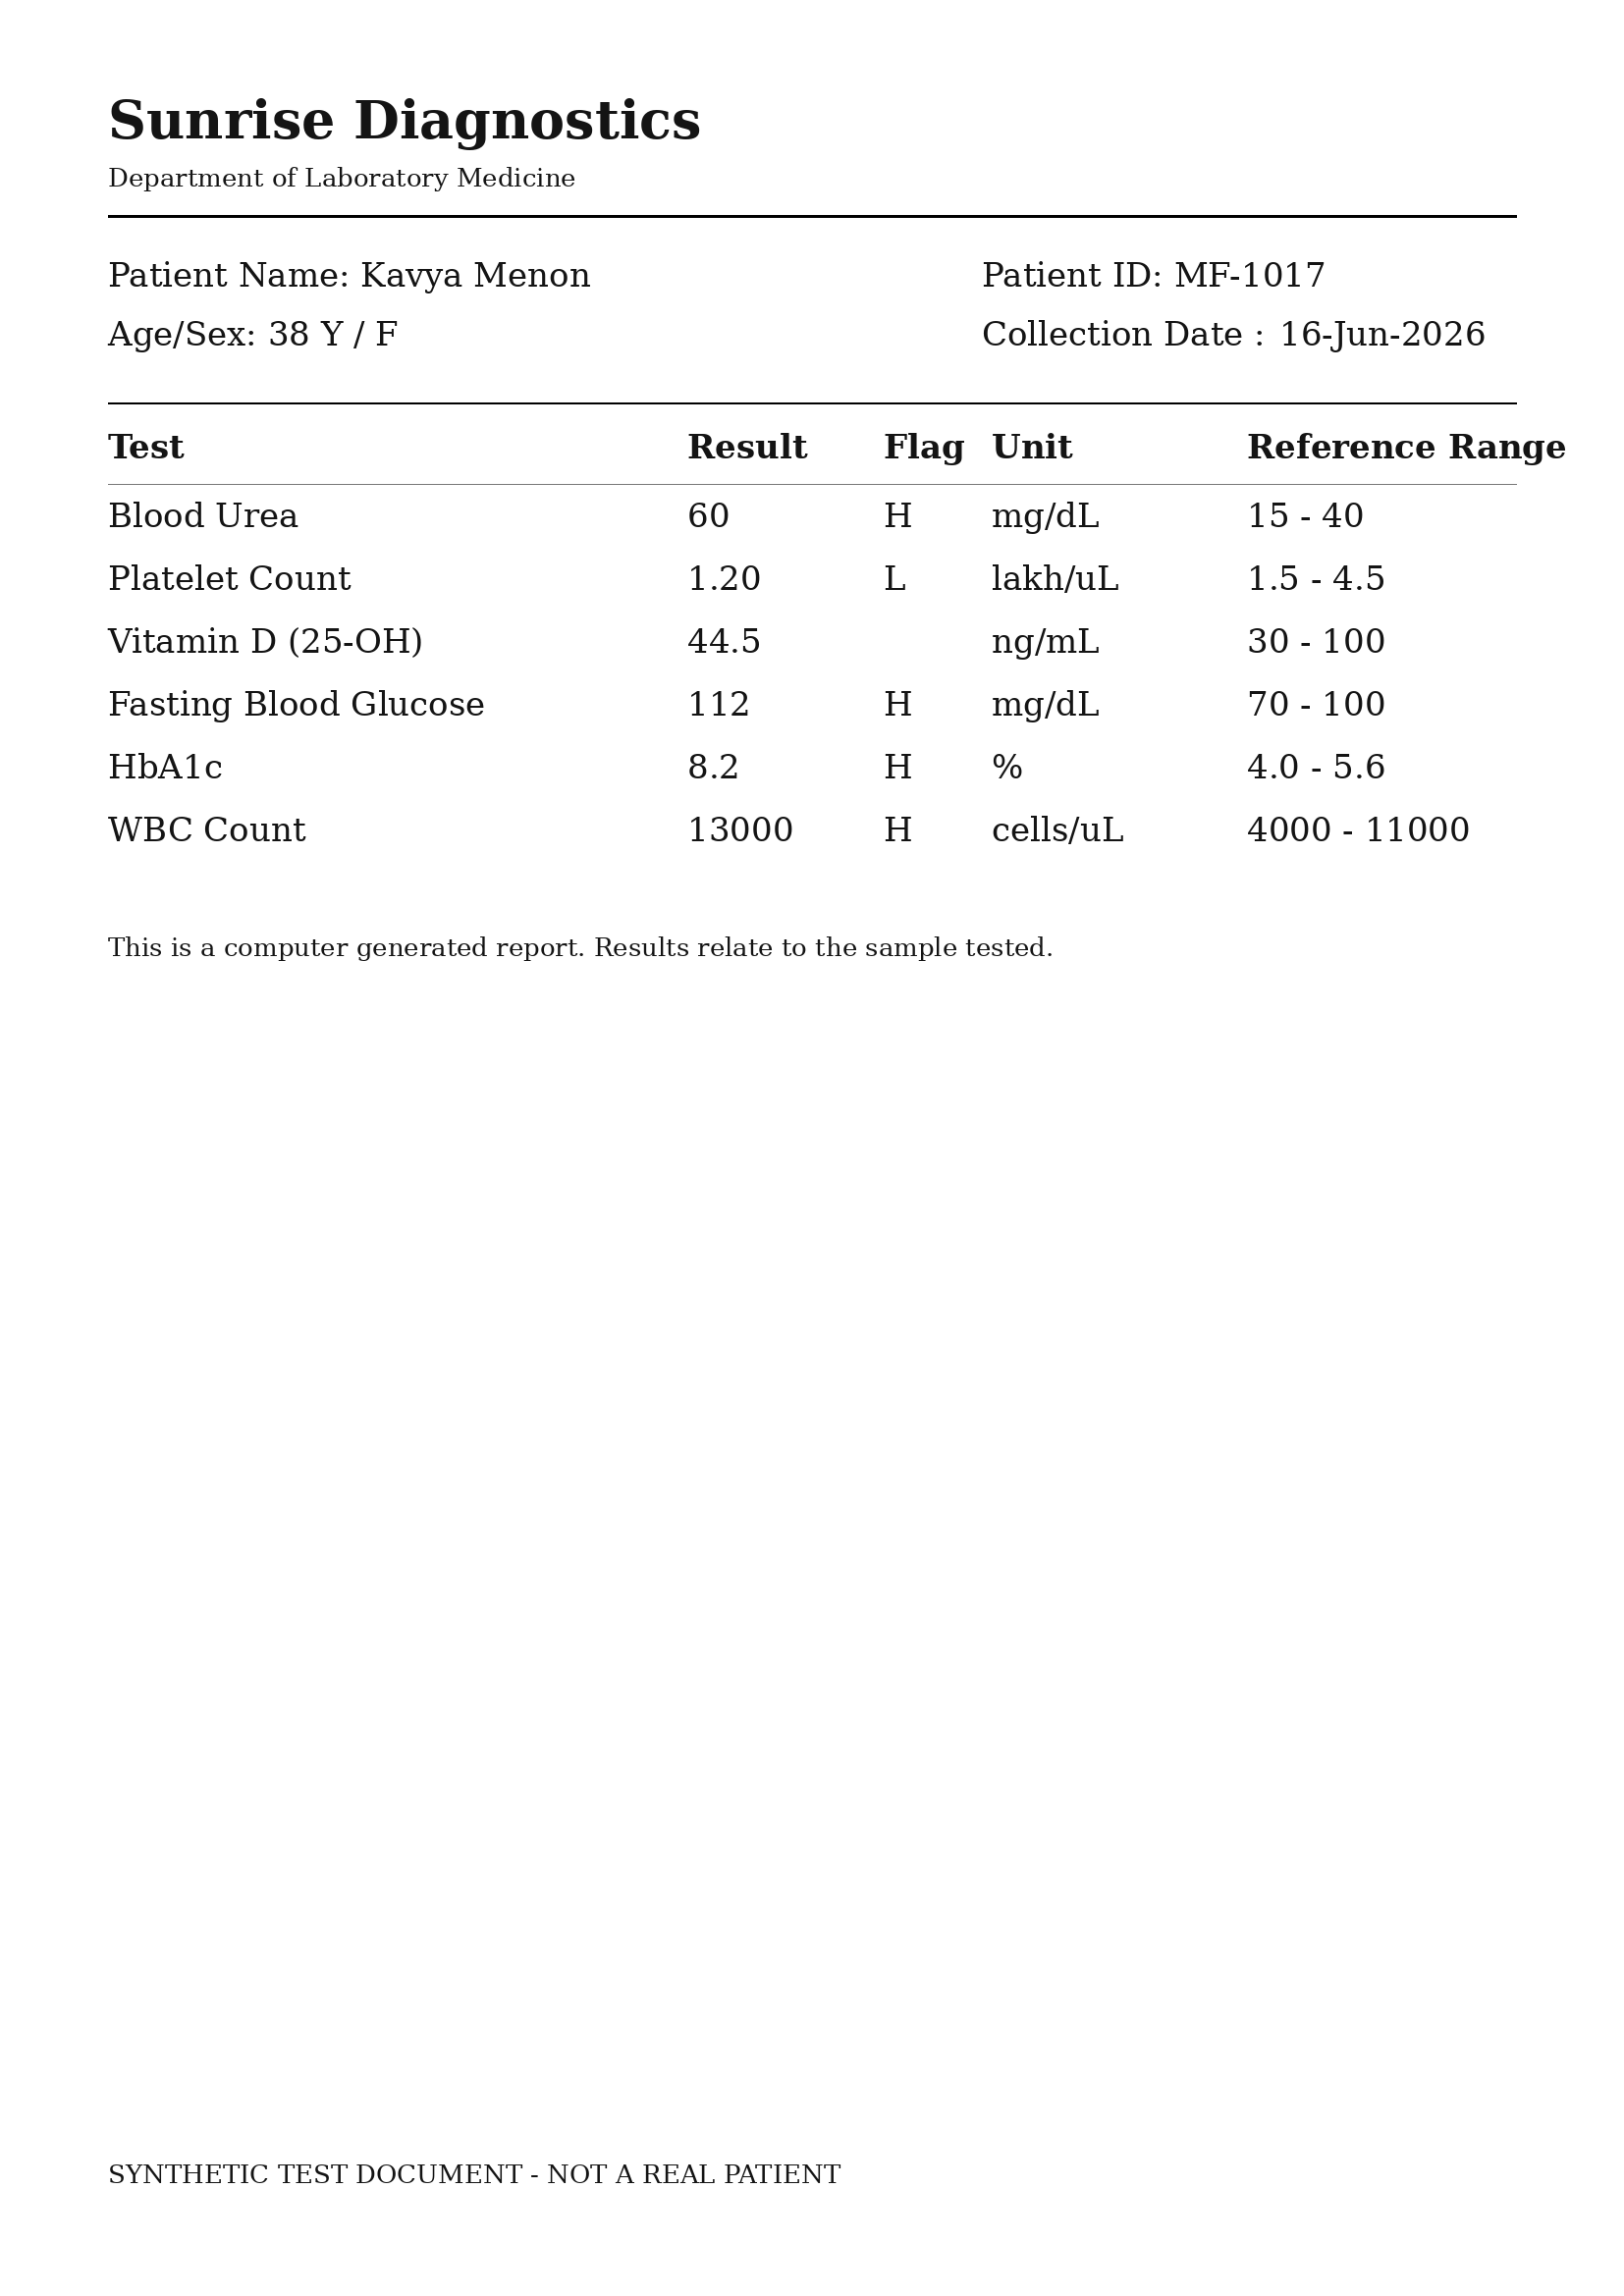 Sunrise Diagnostics
Department of Laboratory Medicine
Patient Name: Kavya Menon Patient ID: MF-1017
Age/Sex: 38 Y / F Collection Date : 16-Jun-2026
Test Result Flag Unit Reference Range
Blood Urea 60 H mg/dL 15 - 40
Platelet Count 1.20 L lakh/uL 1.5 - 4.5
Vitamin D (25-OH) 44.5 ng/mL 30 - 100
Fasting Blood Glucose 112 H mg/dL 70 - 100
HbA1c 8.2 H % 4.0 - 5.6
WBC Count 13000 H cells/uL 4000 - 11000
This is a computer generated report. Results relate to the sample tested.
SYNTHETIC TEST DOCUMENT - NOT A REAL PATIENT